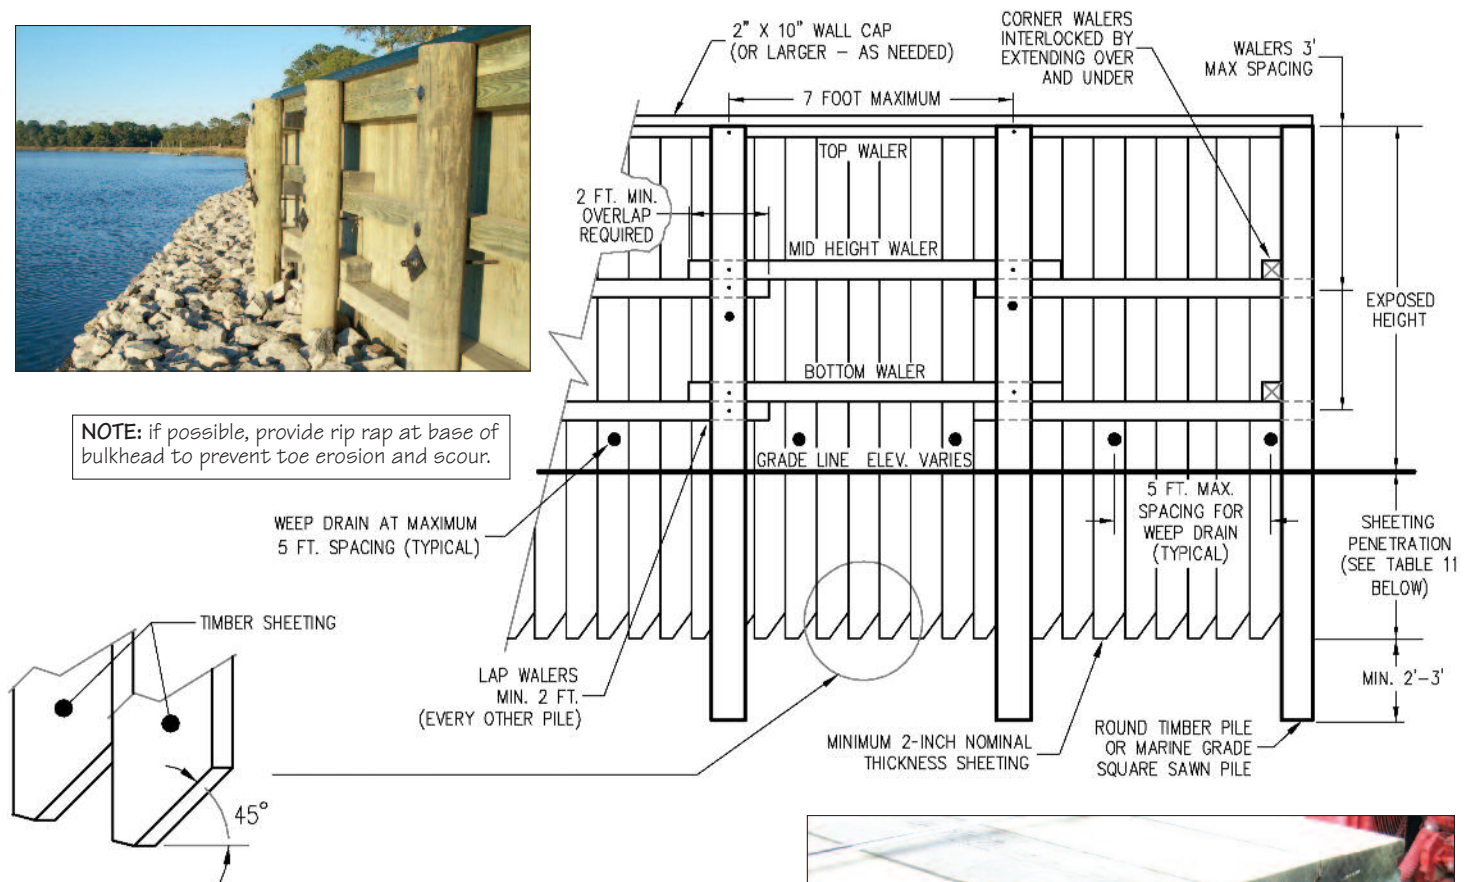 2” X 10” WALL CAP
(OR LARGER – AS NEEDED)
CORNER WALERS
INTERLOCKED BY
EXTENDING OVER
AND UNDER
WALERS 3'
MAX SPACING
7 FOOT MAXIMUM
TOP WALER
2 FT. MIN.
OVERLAP
REQUIRED
MID HEIGHT WALER
EXPOSED
HEIGHT
BOTTOM WALER
NOTE: if possible, provide rip rap at base of
bulkhead to prevent toe erosion and scour.
GRADE LINE ELEV. VARIES
WEEP DRAIN AT MAXIMUM
5 FT. SPACING (TYPICAL)
5 FT. MAX.
SPACING FOR
WEEP DRAIN
(TYPICAL)
SHEETING
PENETRATION
(SEE TABLE 11
BELOW)
TIMBER SHEETING
LAP WALERS
MIN. 2 FT.
(EVERY OTHER PILE)
MIN. 2'-3'
MINIMUM 2-INCH NOMINAL
THICKNESS SHEETING
ROUND TIMBER PILE
OR MARINE GRADE
SQUARE SAWN PILE
45°